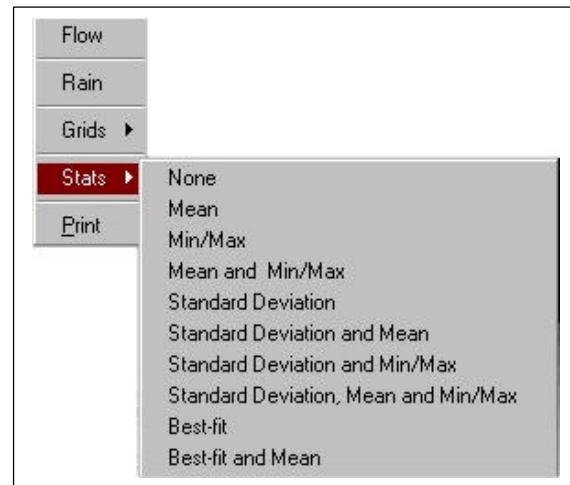 Flow
Rain
Grids
Stats
Print
None
Mean
Min/Max
Mean and Min/Max
Standard Deviation
Standard Deviation and Mean
Standard Deviation and Min/Max
Standard Deviation, Mean and Min/Max
Best-fit
Best-fit and Mean